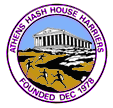 ATHENS HASH HOUSE HARRIERS
FOUNDED DEC 1978